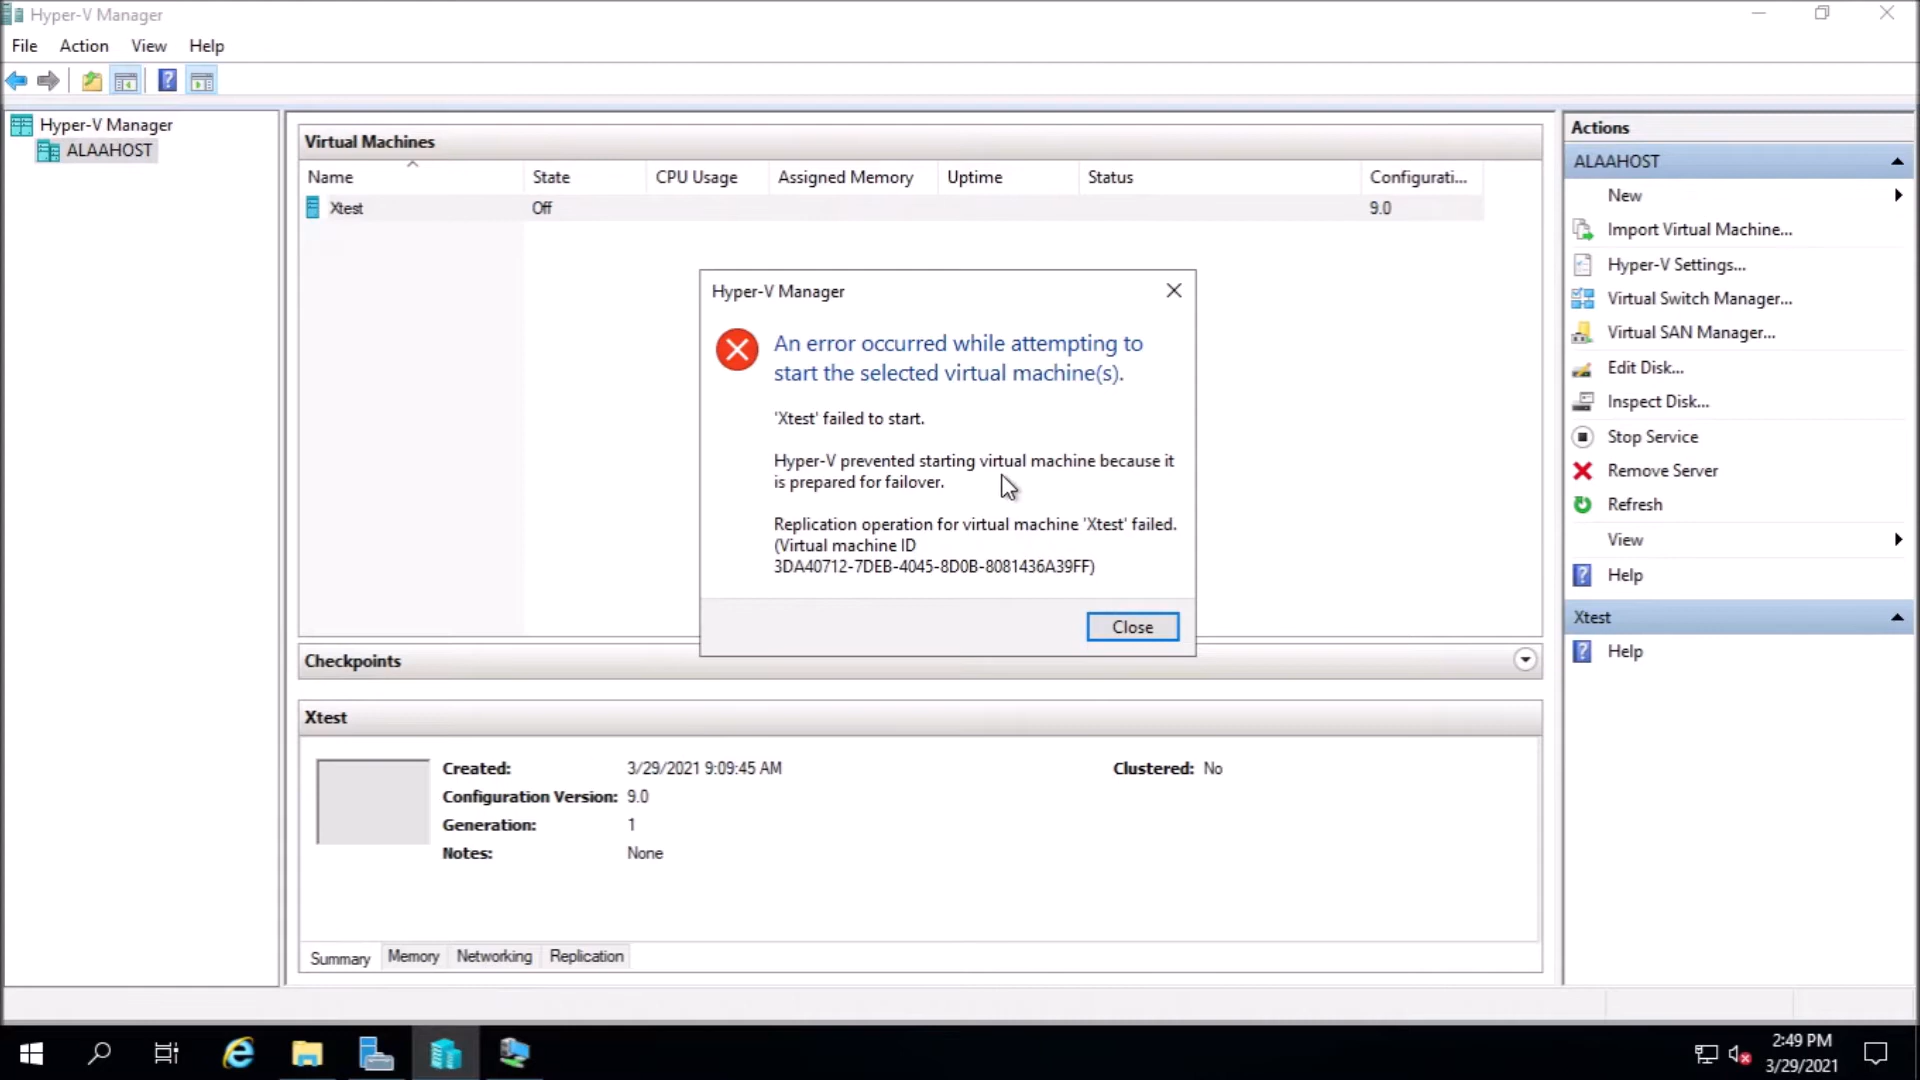 Hyper-V Manager
File Action View Help
Hyper-V Manager
ALAAHOST
Virtual Machines
Name State CPU Usage Assigned Memory Uptime Status Configurati...
Xtest Off 9.0
Hyper-V Manager
An error occurred while attempting to
start the selected virtual machine(s).
'Xtest' failed to start.
Hyper-V prevented starting virtual machine because it
is prepared for failover.
Replication operation for virtual machine 'Xtest' failed.
(Virtual machine ID
3DA40712-7DEB-4045-8D0B-8081436A39FF)
Close
Checkpoints
Xtest
Created: 3/29/2021 9:09:45 AM Clustered: No
Configuration Version: 9.0
Generation: 1
Notes: None
Summary Memory Networking Replication
Actions
ALAAHOST
New
Import Virtual Machine...
Hyper-V Settings...
Virtual Switch Manager...
Virtual SAN Manager...
Edit Disk...
Inspect Disk...
Stop Service
Remove Server
Refresh
View
Help
Xtest
Help
2:49 PM
3/29/2021